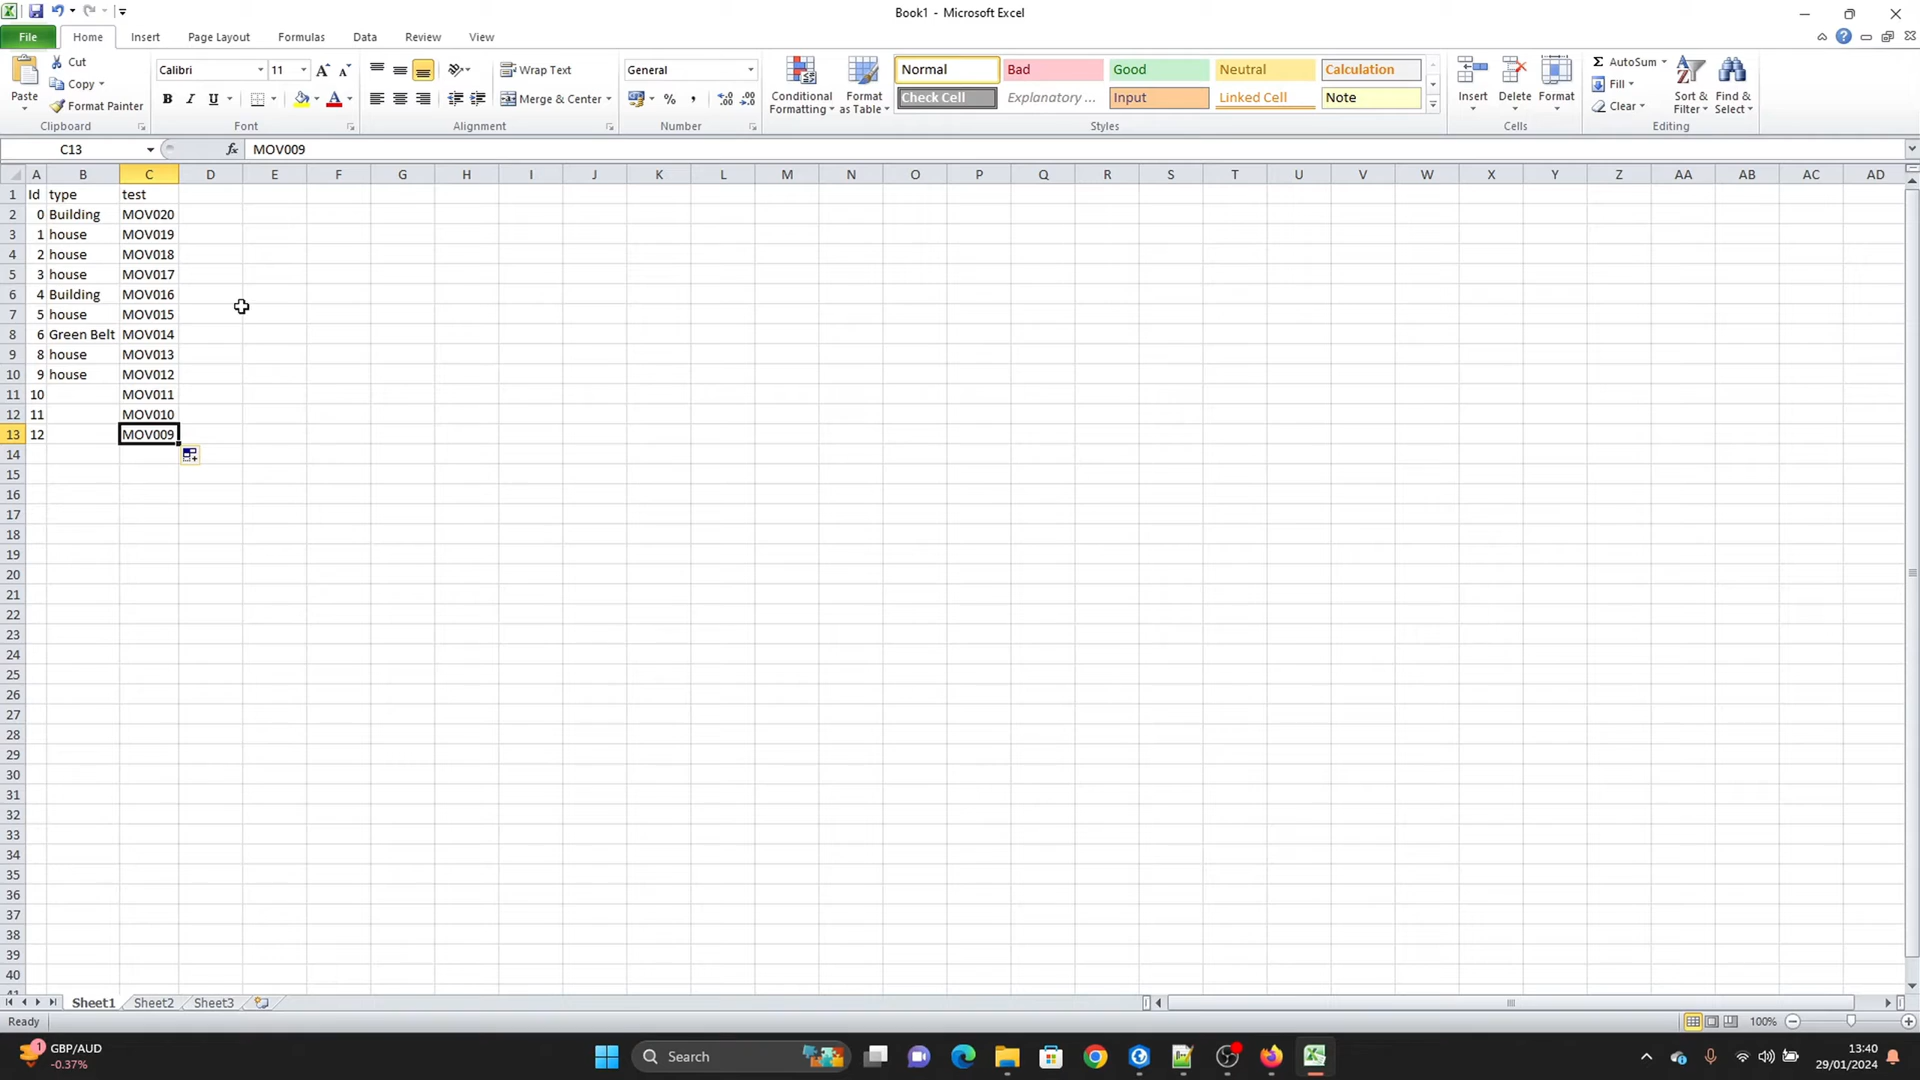 Book1 - Microsoft Excel
File Home Insert Page Layout Formulas Data Review View
Paste
Cut
Copy
Format Painter
Clipboard
Calibri 11
B I U
Font
Wrap Text
Merge & Center
Alignment
General
Number
Conditional Formatting
Format as Table
Normal Bad Good Neutral Calculation
Check Cell Explanatory ... Input Linked Cell Note
Styles
Insert Delete Format
Cells
Σ AutoSum
Fill
Clear
Sort & Filter
Find & Select
Editing
C13 fx MOV009
A B C D E F G H I J K L M N O P Q R S T U V W X Y Z AA AB AC AD
1 Id type test
2 0 Building MOV020
3 1 house MOV019
4 2 house MOV018
5 3 house MOV017
6 4 Building MOV016
7 5 house MOV015
8 6 Green Belt MOV014
9 8 house MOV013
10 9 house MOV012
11 10 MOV011
12 11 MOV010
13 12 MOV009
14
15
16
17
18
19
20
21
22
23
24
25
26
27
28
29
30
31
32
33
34
35
36
37
38
39
40
Sheet1 Sheet2 Sheet3
Ready 100%
GBP/AUD
-0.37%
Search
13:40
29/01/2024